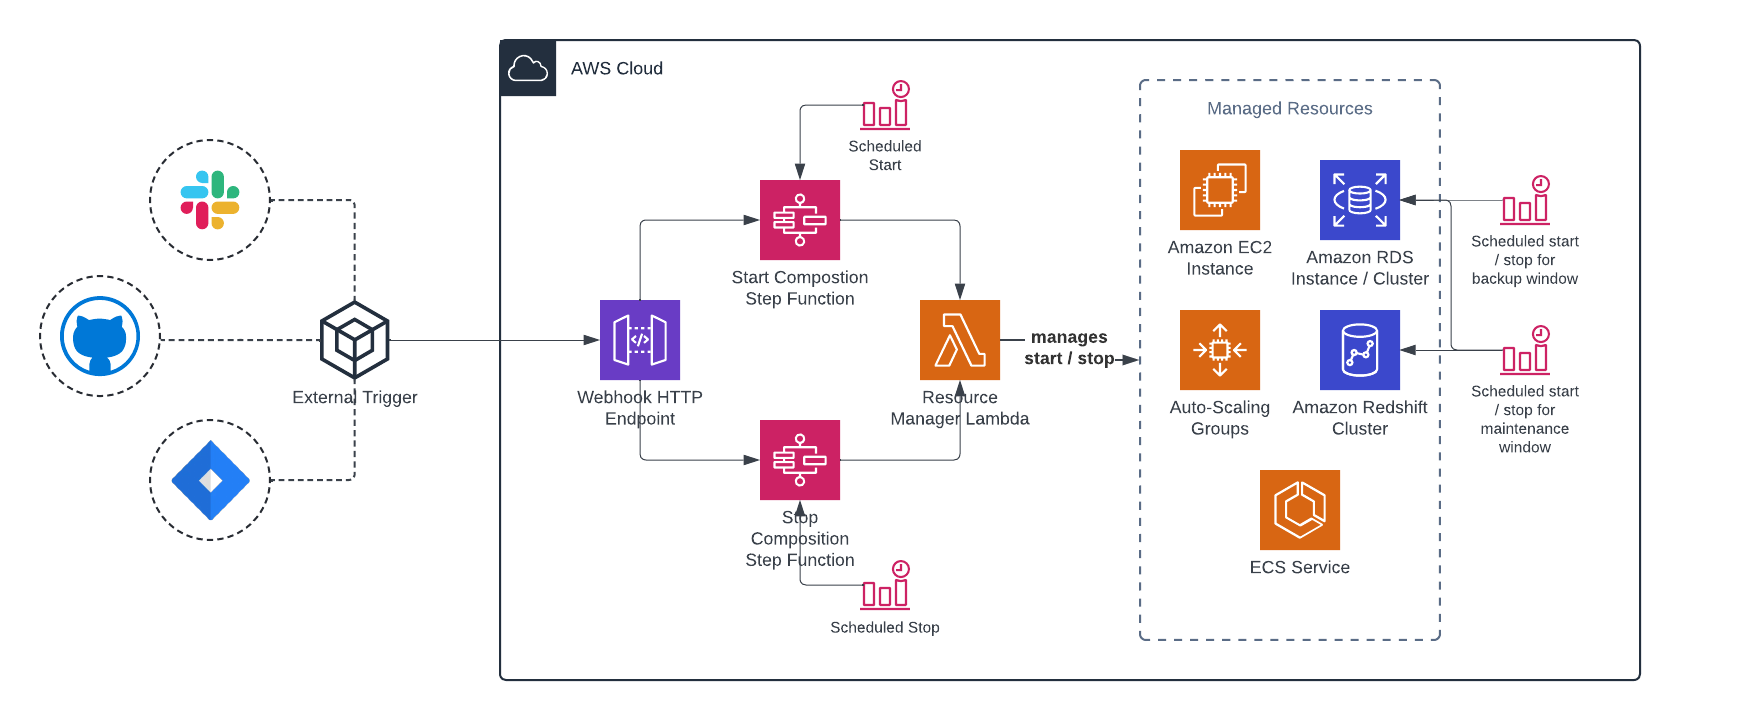 AWS Cloud
Scheduled
Start
Managed Resources
Start Compostion
Step Function
Amazon EC2
Instance
Amazon RDS
Instance / Cluster
Scheduled start
/ stop for
backup window
External Trigger
Webhook HTTP
Endpoint
Resource
Manager Lambda
manages
start / stop
Auto-Scaling
Groups
Amazon Redshift
Cluster
Scheduled start
/ stop for
maintenance
window
Stop
Composition
Step Function
ECS Service
Scheduled Stop